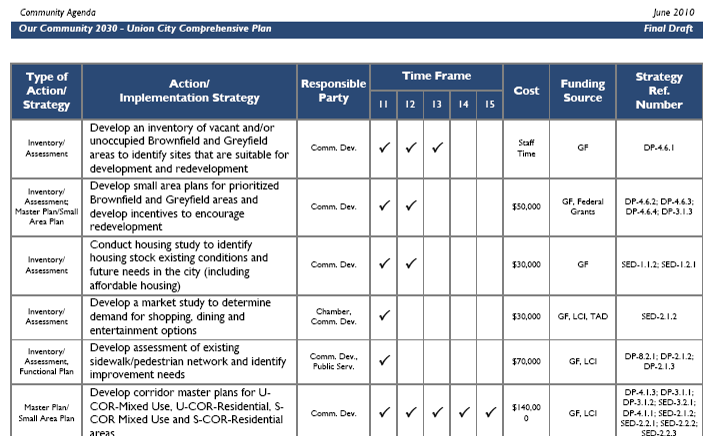 Community Agenda June 2010
Our Community 2030 - Union City Comprehensive Plan Final Draft
Type of Action/ Strategy
Action/ Implementation Strategy
Responsible Party
Time Frame
11 12 13 14 15
Cost
Funding Source
Strategy Ref. Number
Inventory/
Assessment
Develop an inventory of vacant and/or
unoccupied Brownfield and Greyfield
areas to identify sites that are suitable for
development and redevelopment
Comm. Dev.
✓ ✓ ✓
Staff
Time
GF
DP-4.6.1
Inventory/
Assessment;
Master Plan/Small
Area Plan
Develop small area plans for prioritized
Brownfield and Greyfield areas and
develop incentives to encourage
redevelopment
Comm. Dev.
✓ ✓
$50,000
GF, Federal
Grants
DP-4.6.2; DP-4.6.3;
DP-4.6.4; DP-3.1.3
Inventory/
Assessment
Conduct housing study to identify
housing stock existing conditions and
future needs in the city (including
affordable housing)
Comm. Dev.
✓ ✓
$30,000
GF
SED-1.1.2; SED-1.2.1
Inventory/
Assessment
Develop a market study to determine
demand for shopping, dining and
entertainment options
Chamber,
Comm. Dev.
✓
$30,000
GF, LCI, TAD
SED-2.1.2
Inventory/
Assessment,
Functional Plan
Develop assessment of existing
sidewalk/pedestrian network and identify
improvement needs
Comm. Dev.,
Public Serv.
✓
$70,000
GF, LCI
DP-8.2.1; DP-2.1.2;
DP-2.1.3
Master Plan/
Small Area Plan
Develop corridor master plans for U-
COR-Mixed Use, U-COR-Residential, S-
COR Mixed Use and S-COR-Residential
areas
Comm. Dev.
✓ ✓ ✓ ✓ ✓
$140,00
0
GF, LCI
DP-4.1.3; DP-3.1.1;
DP-3.1.2; SED-3.2.1;
DP-4.1.1; SED-2.1.2;
SED-2.2.1; SED-2.2.2;
SED-2.2.3